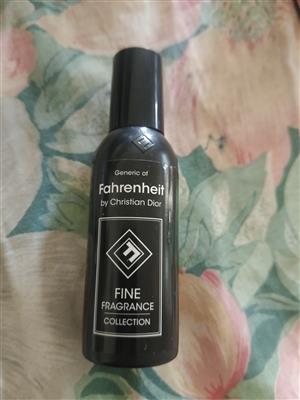 Generic of
Fahrenheit
by Christian Dior
FINE
FRAGRANCE
COLLECTION